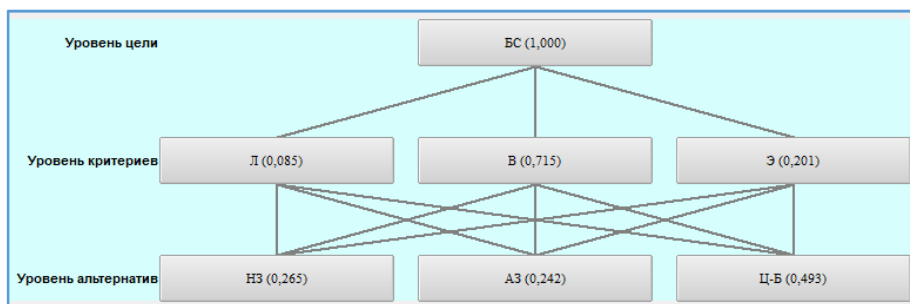 Уровень цели
БС (1,000)
Уровень критериев
Л (0,085)
В (0,715)
Э (0,201)
Уровень альтернатив
НЗ (0,265)
АЗ (0,242)
Ц-Б (0,493)